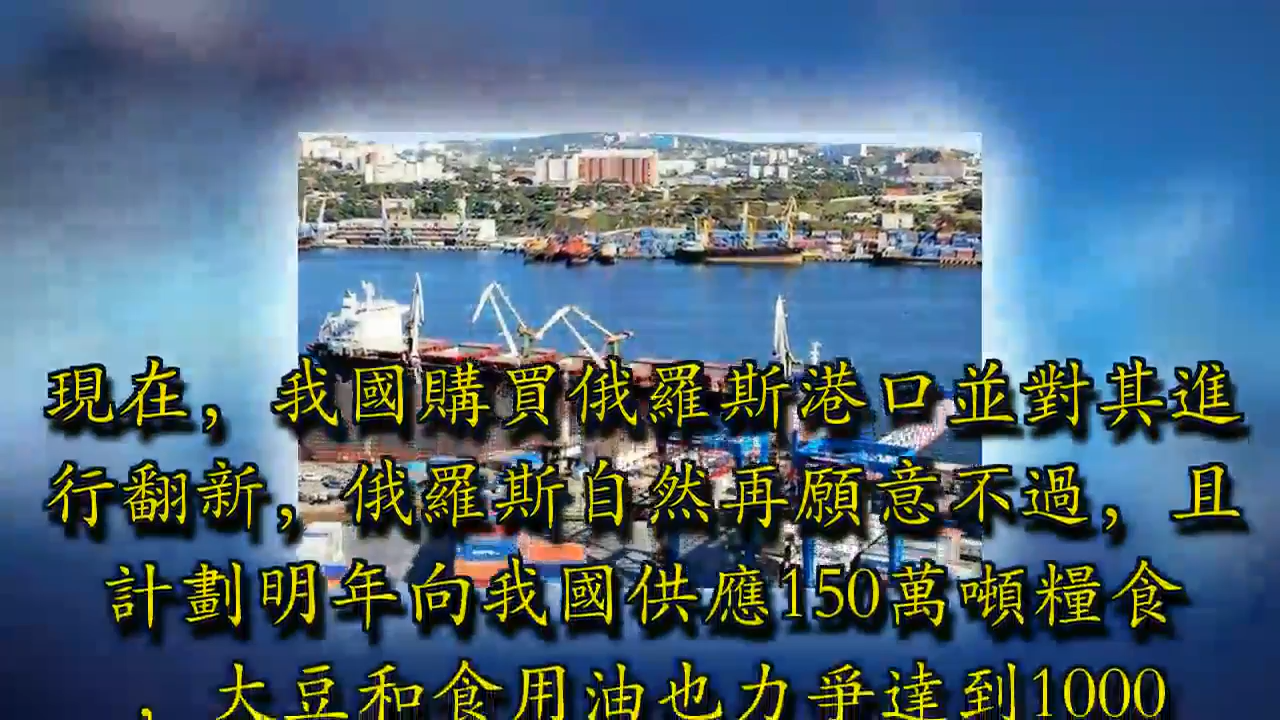 現在，我國購買俄羅斯港口並對其進
行翻新，俄羅斯自然再願意不過，且
計劃明年向我國供應150萬噸糧食
，大豆和食用油也力爭達到1000